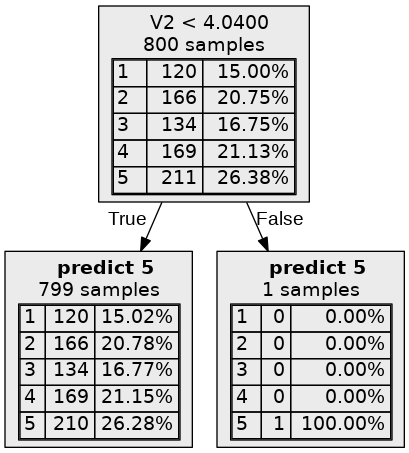 V2 < 4.0400
800 samples
1 120 15.00%
2 166 20.75%
3 134 16.75%
4 169 21.13%
5 211 26.38%
True
False
predict 5
799 samples
1 120 15.02%
2 166 20.78%
3 134 16.77%
4 169 21.15%
5 210 26.28%
predict 5
1 samples
1 0 0.00%
2 0 0.00%
3 0 0.00%
4 0 0.00%
5 1 100.00%